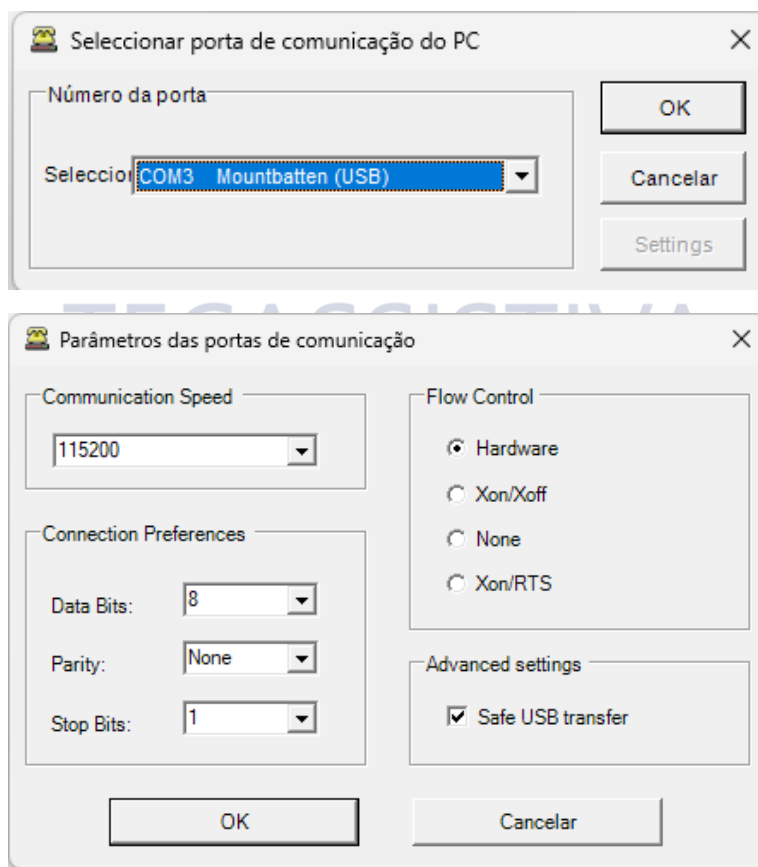 Seleccionar porta de comunicação do PC
Número da porta
OK
COM3 Mountbatten (USB)
Cancelar
Settings
Parâmetros das portas de comunicação
Communication Speed
115200
Flow Control
Hardware
Xon/Xoff
None
Xon/RTS
Connection Preferences
Data Bits: 8
Parity: None
Stop Bits: 1
Advanced settings
Safe USB transfer
OK
Cancelar